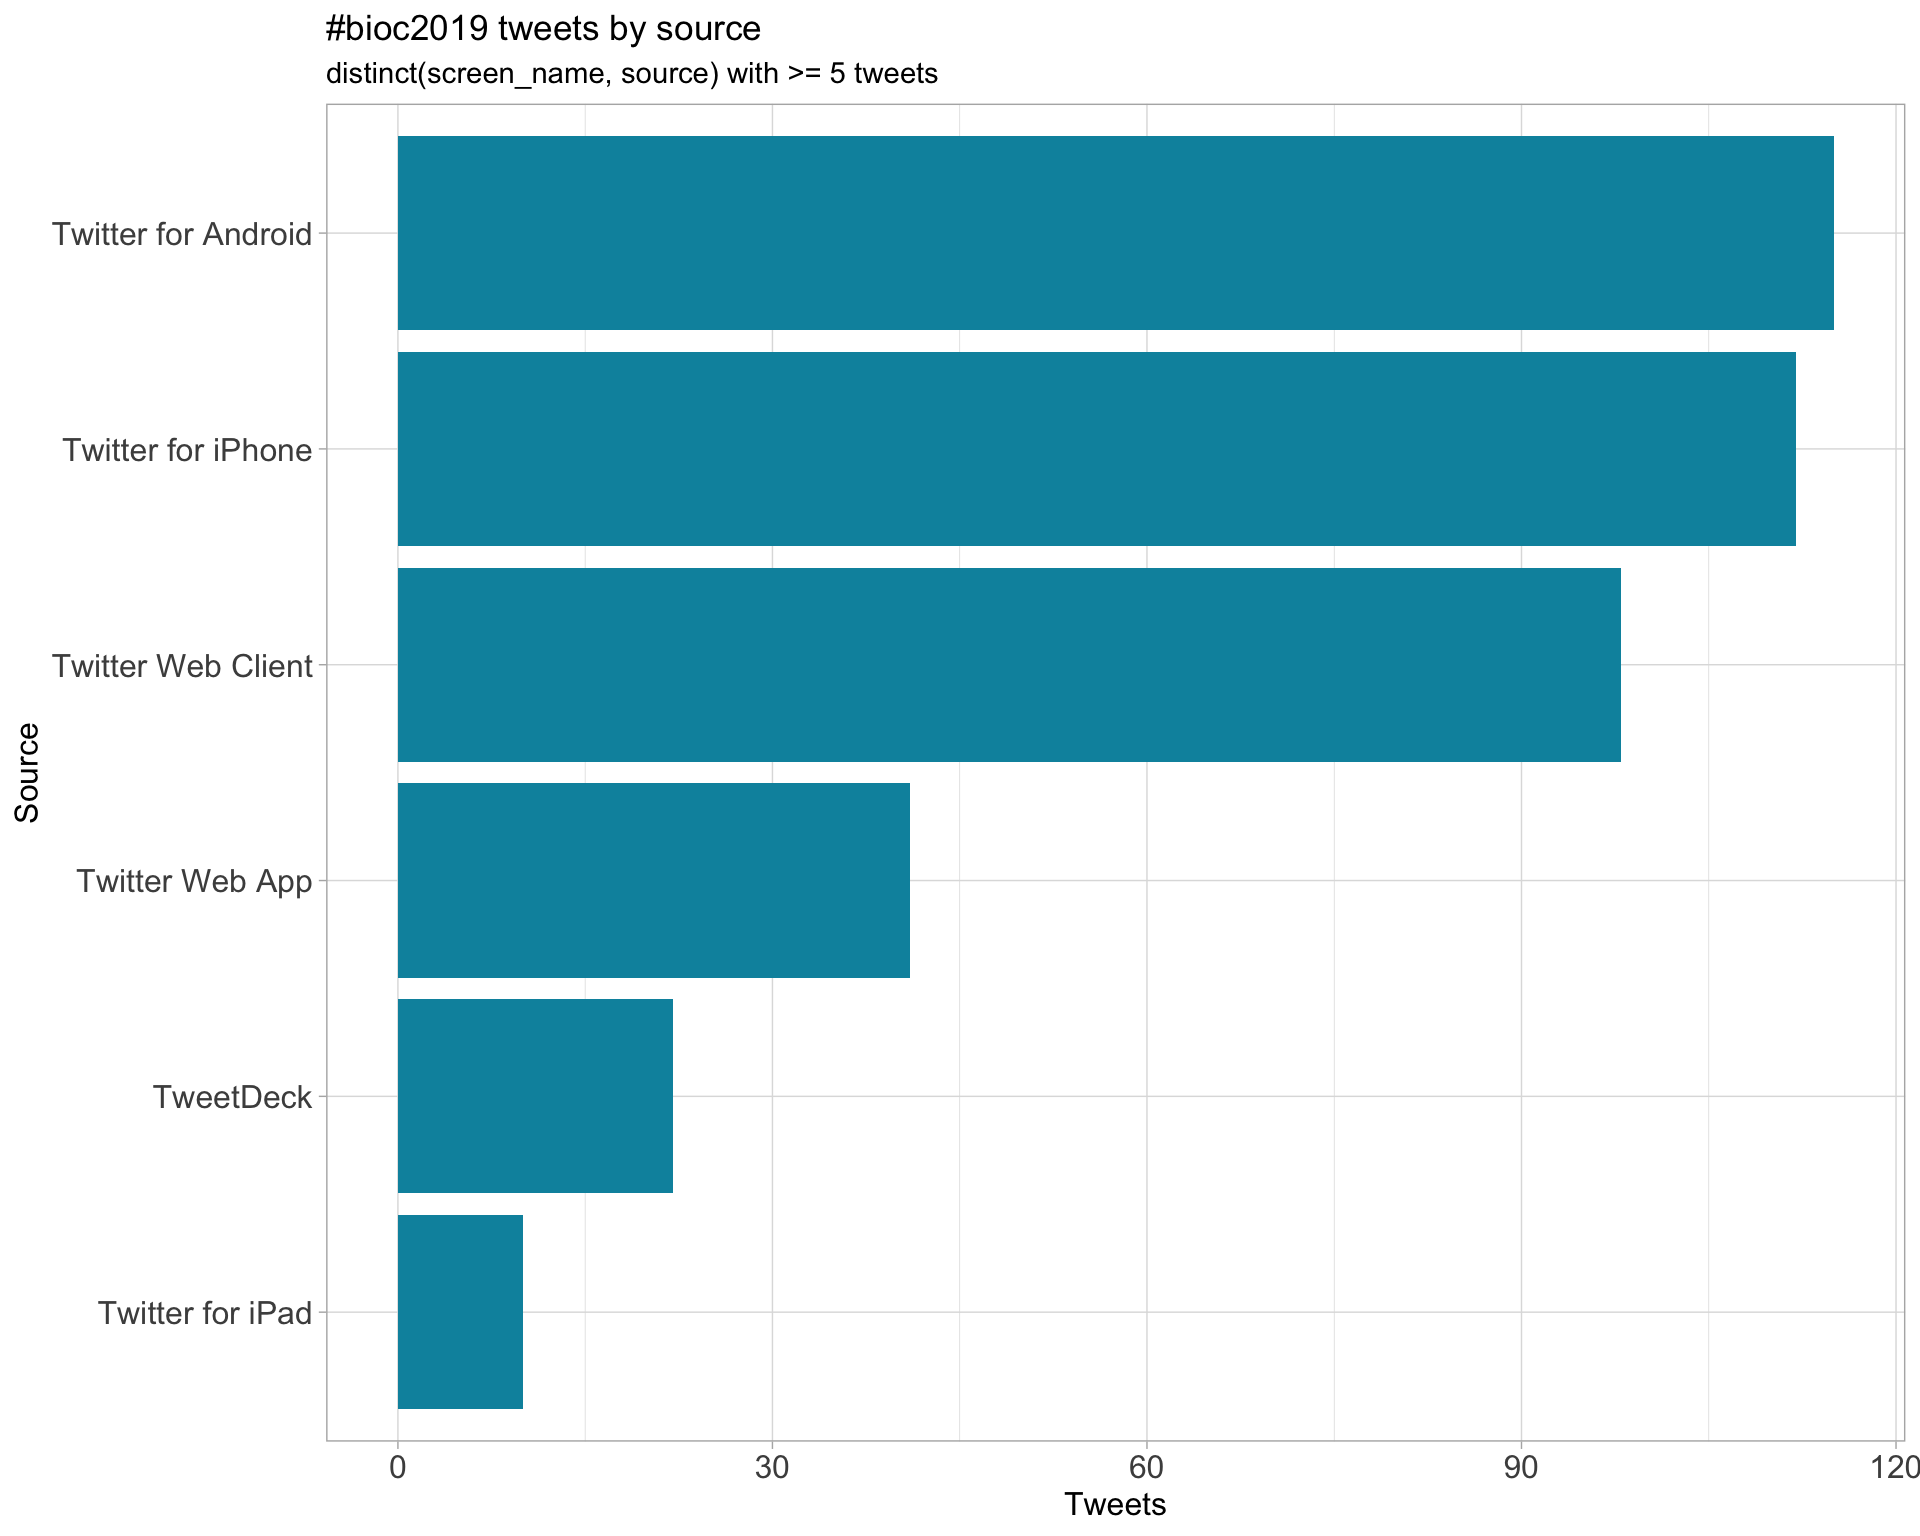 #bioc2019 tweets by source
distinct(screen_name, source) with >= 5 tweets
Source
Twitter for Android
Twitter for iPhone
Twitter Web Client
Twitter Web App
TweetDeck
Twitter for iPad
0 30 60 90 120
Tweets